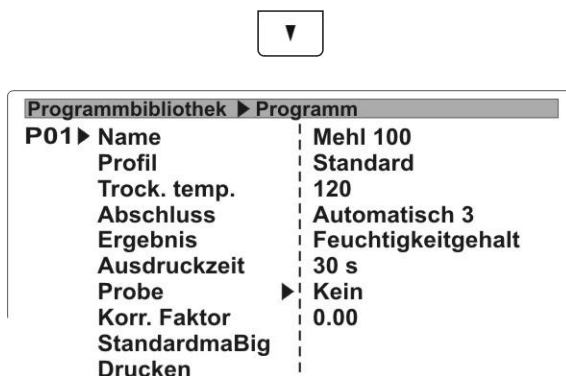 Programmbibliothek ▶ Programm
P01▶ Name Mehl 100
Profil Standard
Trock. temp. 120
Abschluss Automatisch 3
Ergebnis Feuchtigkeitgehalt
Ausdruckzeit 30 s
Probe ▶ Kein
Korr. Faktor 0.00
StandardmaBig
Drucken